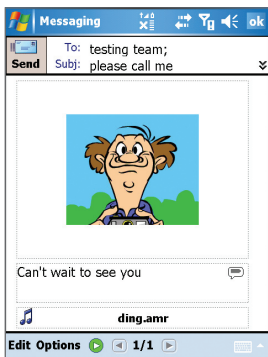 Messaging
ok
Send
To: testing team;
Subj: please call me
Can't wait to see you
ding.amr
Edit Options 1/1